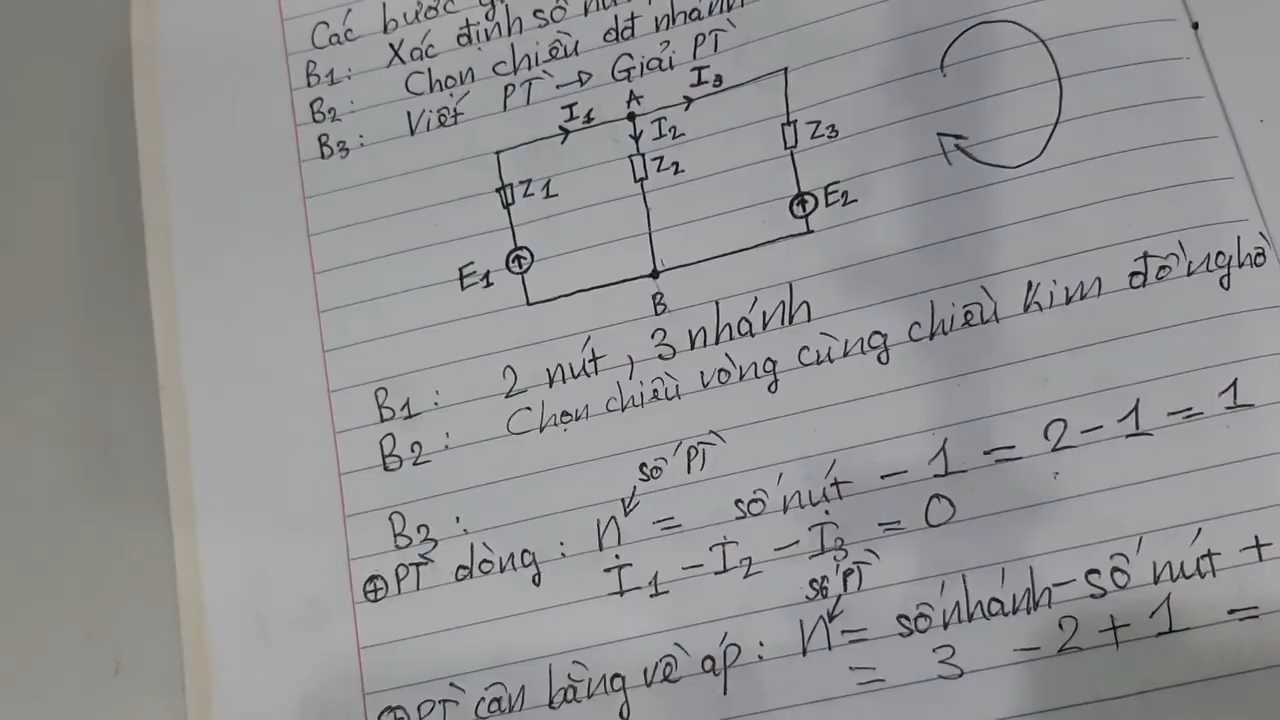 Các bước
B1: Xác định số
B2: Chọn chiều dđ nhánh
B3: Viết PT → Giải PT
I1 A I3
I2
Z1 Z2 Z3
E1 E2
B
B1: 2 nút, 3 nhánh
B2: Chọn chiều vòng cùng chiều kim đồng hồ
B3:
số PT
⊕PT dòng: n = số nút - 1 = 2 - 1 = 1
İ1 - İ2 - İ3 = 0
số PT
⊕PT cân bằng về áp: n = số nhánh - số nút +
= 3 - 2 + 1 =